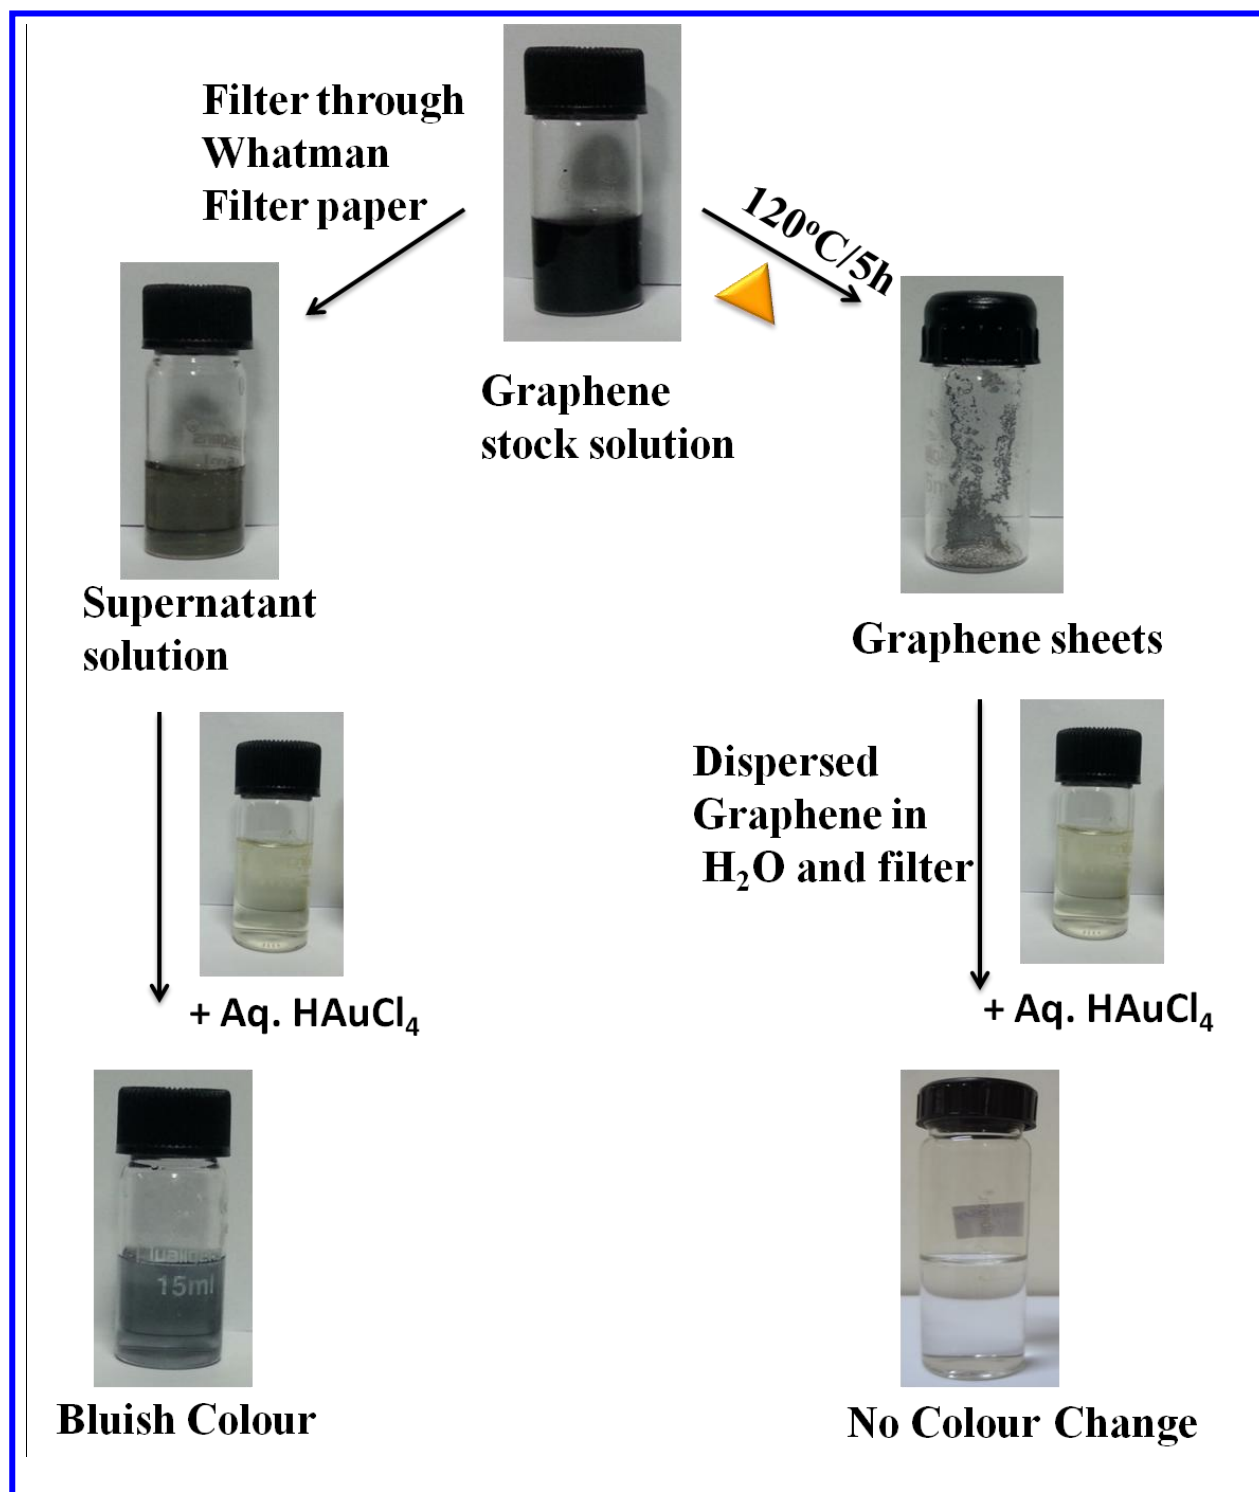 Filter through
Whatman
Filter paper
120°C/5h
Graphene
stock solution
Supernatant
solution
Graphene sheets
Dispersed
Graphene in
H₂O and filter
+ Aq. HAuCl₄
+ Aq. HAuCl₄
15ml
Bluish Colour
No Colour Change